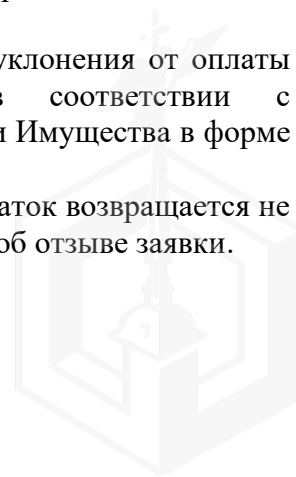 уклонения от оплаты
в соответствии с
и Имущества в форме
аток возвращается не
об отзыве заявки.